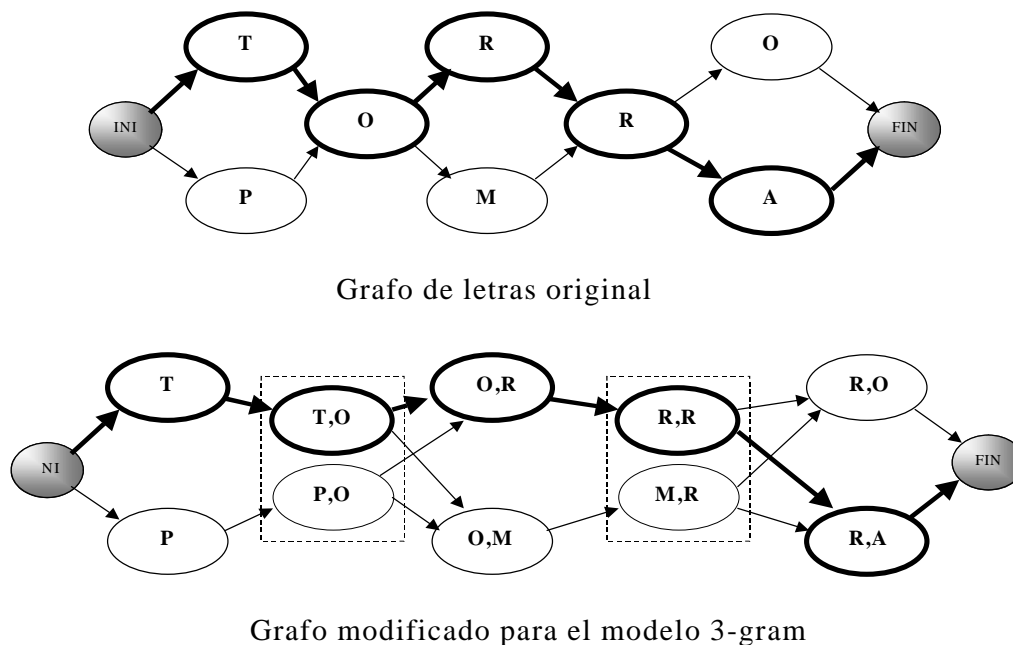 T R O
INI O R FIN
P M A
Grafo de letras original
T O,R R,O
T,O R,R
NI P,O M,R FIN
P O,M R,A
Grafo modificado para el modelo 3-gram